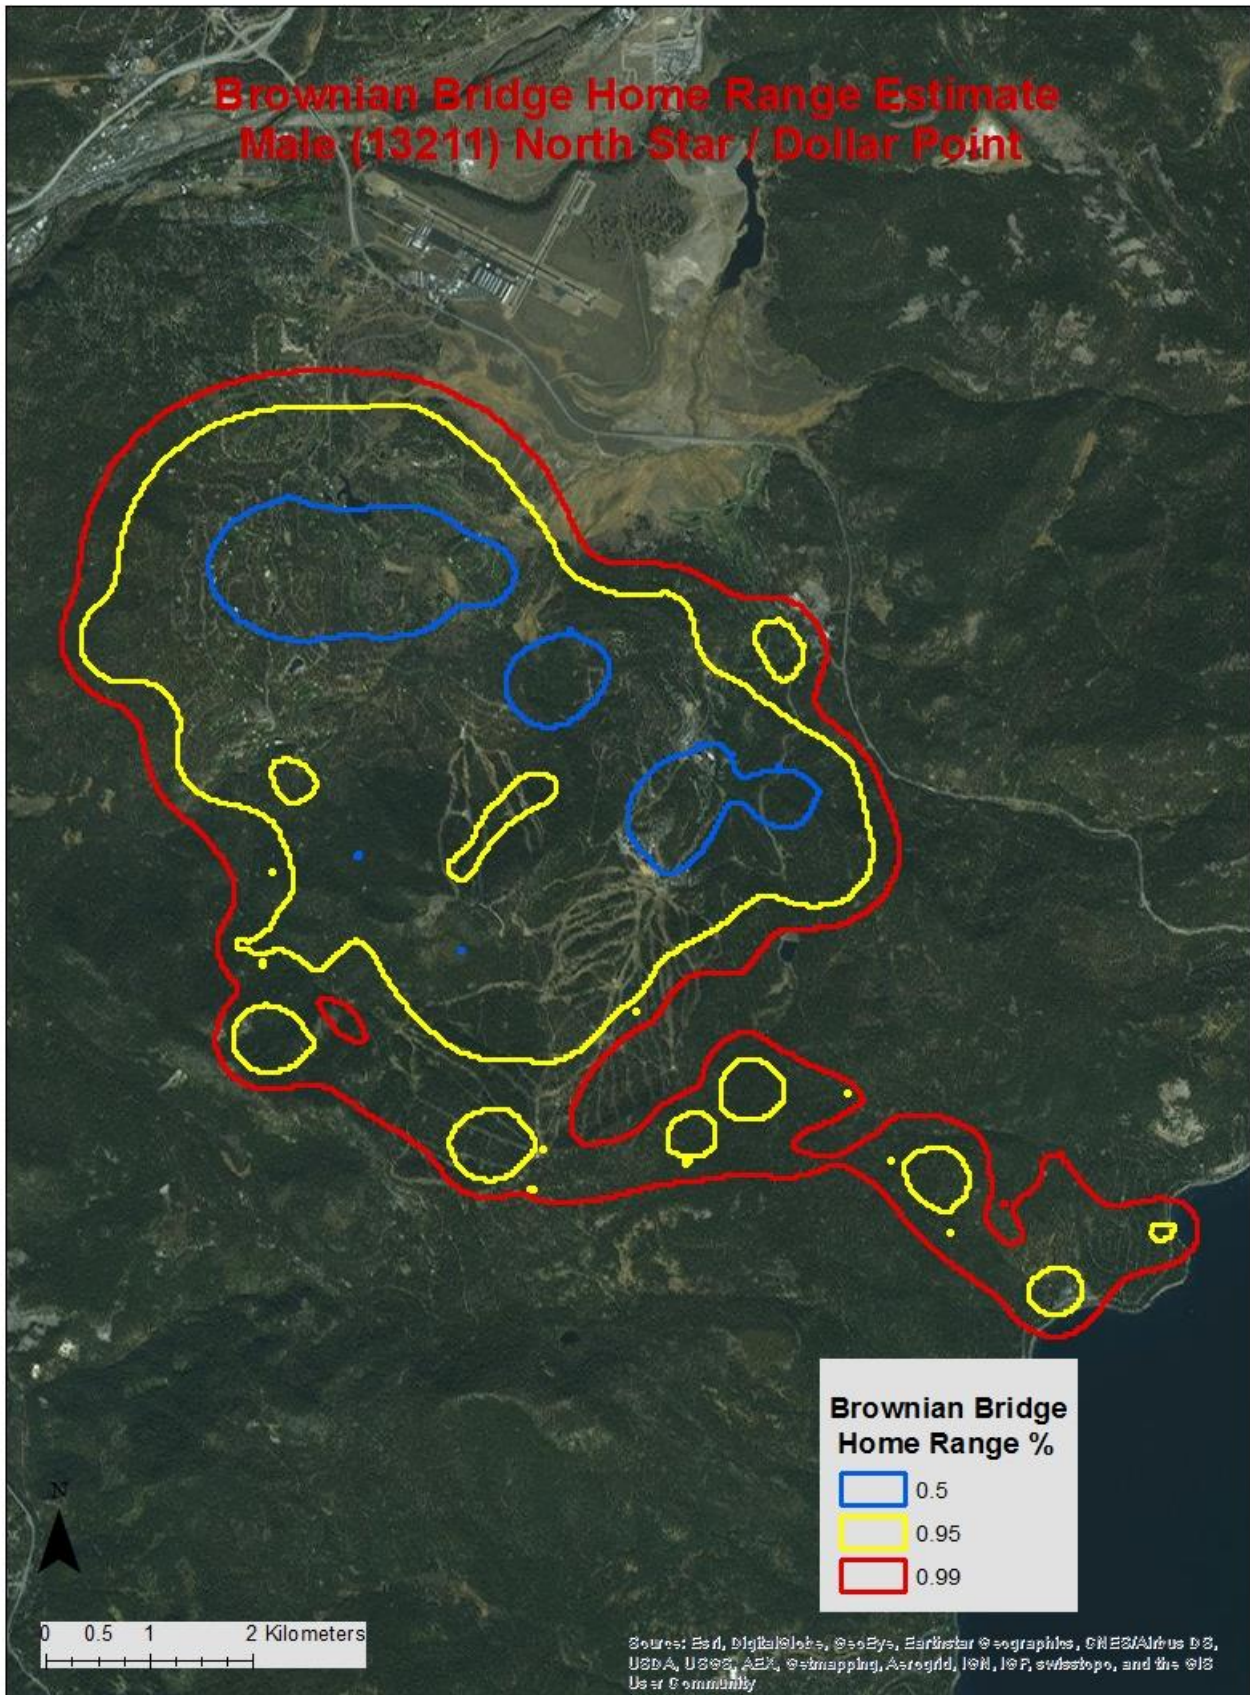 Brownian Bridge Home Range Estimate
Male (13211) North Star / Dollar Point
Brownian Bridge
Home Range %
0.5
0.95
0.99
N
0 0.5 1 2 Kilometers
Source: Esri, DigitalGlobe, GeoEye, Earthstar Geographics, CNES/Airbus DS,
USDA, USGS, AEX, Getmapping, Aerogrid, IGN, IGP, swisstopo, and the GIS
User Community